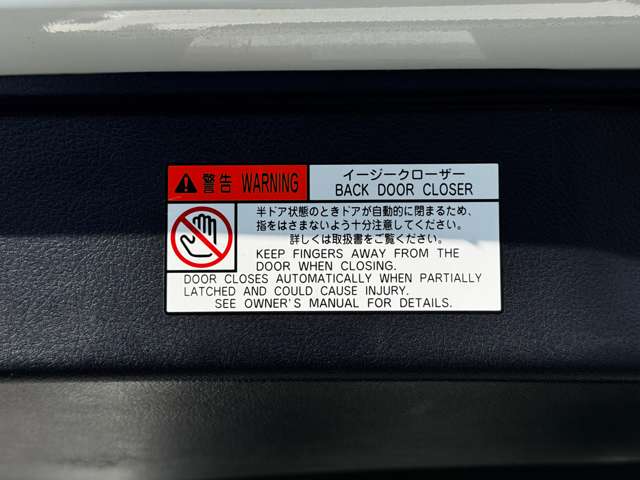 警告 WARNING
イージークローザー
BACK DOOR CLOSER
半ドア状態のときドアが自動的に閉まるため、
指をはさまないよう十分注意してください。
詳しくは取扱書をご覧ください。
KEEP FINGERS AWAY FROM THE
DOOR WHEN CLOSING.
DOOR CLOSES AUTOMATICALLY WHEN PARTIALLY
LATCHED AND COULD CAUSE INJURY.
SEE OWNER'S MANUAL FOR DETAILS.